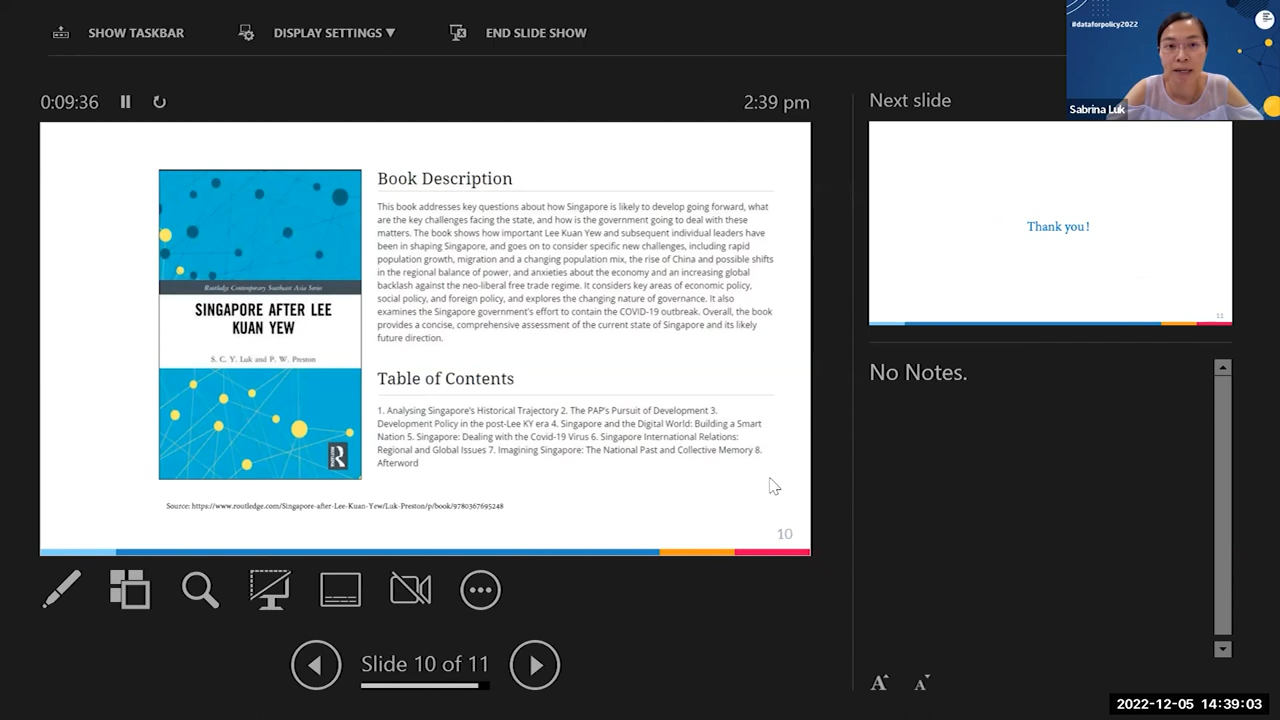 SHOW TASKBAR
DISPLAY SETTINGS ▼
END SLIDE SHOW
#dataforpolicy2022
Sabrina Luk
0:09:36
2:39 pm
Routledge Contemporary Southeast Asia Series
SINGAPORE AFTER LEE
KUAN YEW
S. C. Y. Luk and P. W. Preston
ROUTLEDGE
Book Description
This book addresses key questions about how Singapore is likely to develop going forward, what
are the key challenges facing the state, and how is the government going to deal with these
matters. The book shows how important Lee Kuan Yew and subsequent individual leaders have
been in shaping Singapore, and goes on to consider specific new challenges, including rapid
population growth, migration and a changing population mix, the rise of China and possible shifts
in the regional balance of power, and anxieties about the economy and an increasing global
backlash against the neo-liberal free trade regime. It considers key areas of economic policy,
social policy, and foreign policy, and explores the changing nature of governance. It also
examines the Singapore government's effort to contain the COVID-19 outbreak. Overall, the book
provides a concise, comprehensive assessment of the current state of Singapore and its likely
future direction.
Table of Contents
1. Analysing Singapore's Historical Trajectory 2. The PAP's Pursuit of Development 3.
Development Policy in the post-Lee KY era 4. Singapore and the Digital World: Building a Smart
Nation 5. Singapore: Dealing with the Covid-19 Virus 6. Singapore International Relations:
Regional and Global Issues 7. Imagining Singapore: The National Past and Collective Memory 8.
Afterword
Source: https://www.routledge.com/Singapore-after-Lee-Kuan-Yew/Luk-Preston/p/book/9780367695248
10
Next slide
Thank you!
11
No Notes.
Slide 10 of 11
A A
2022-12-05 14:39:03